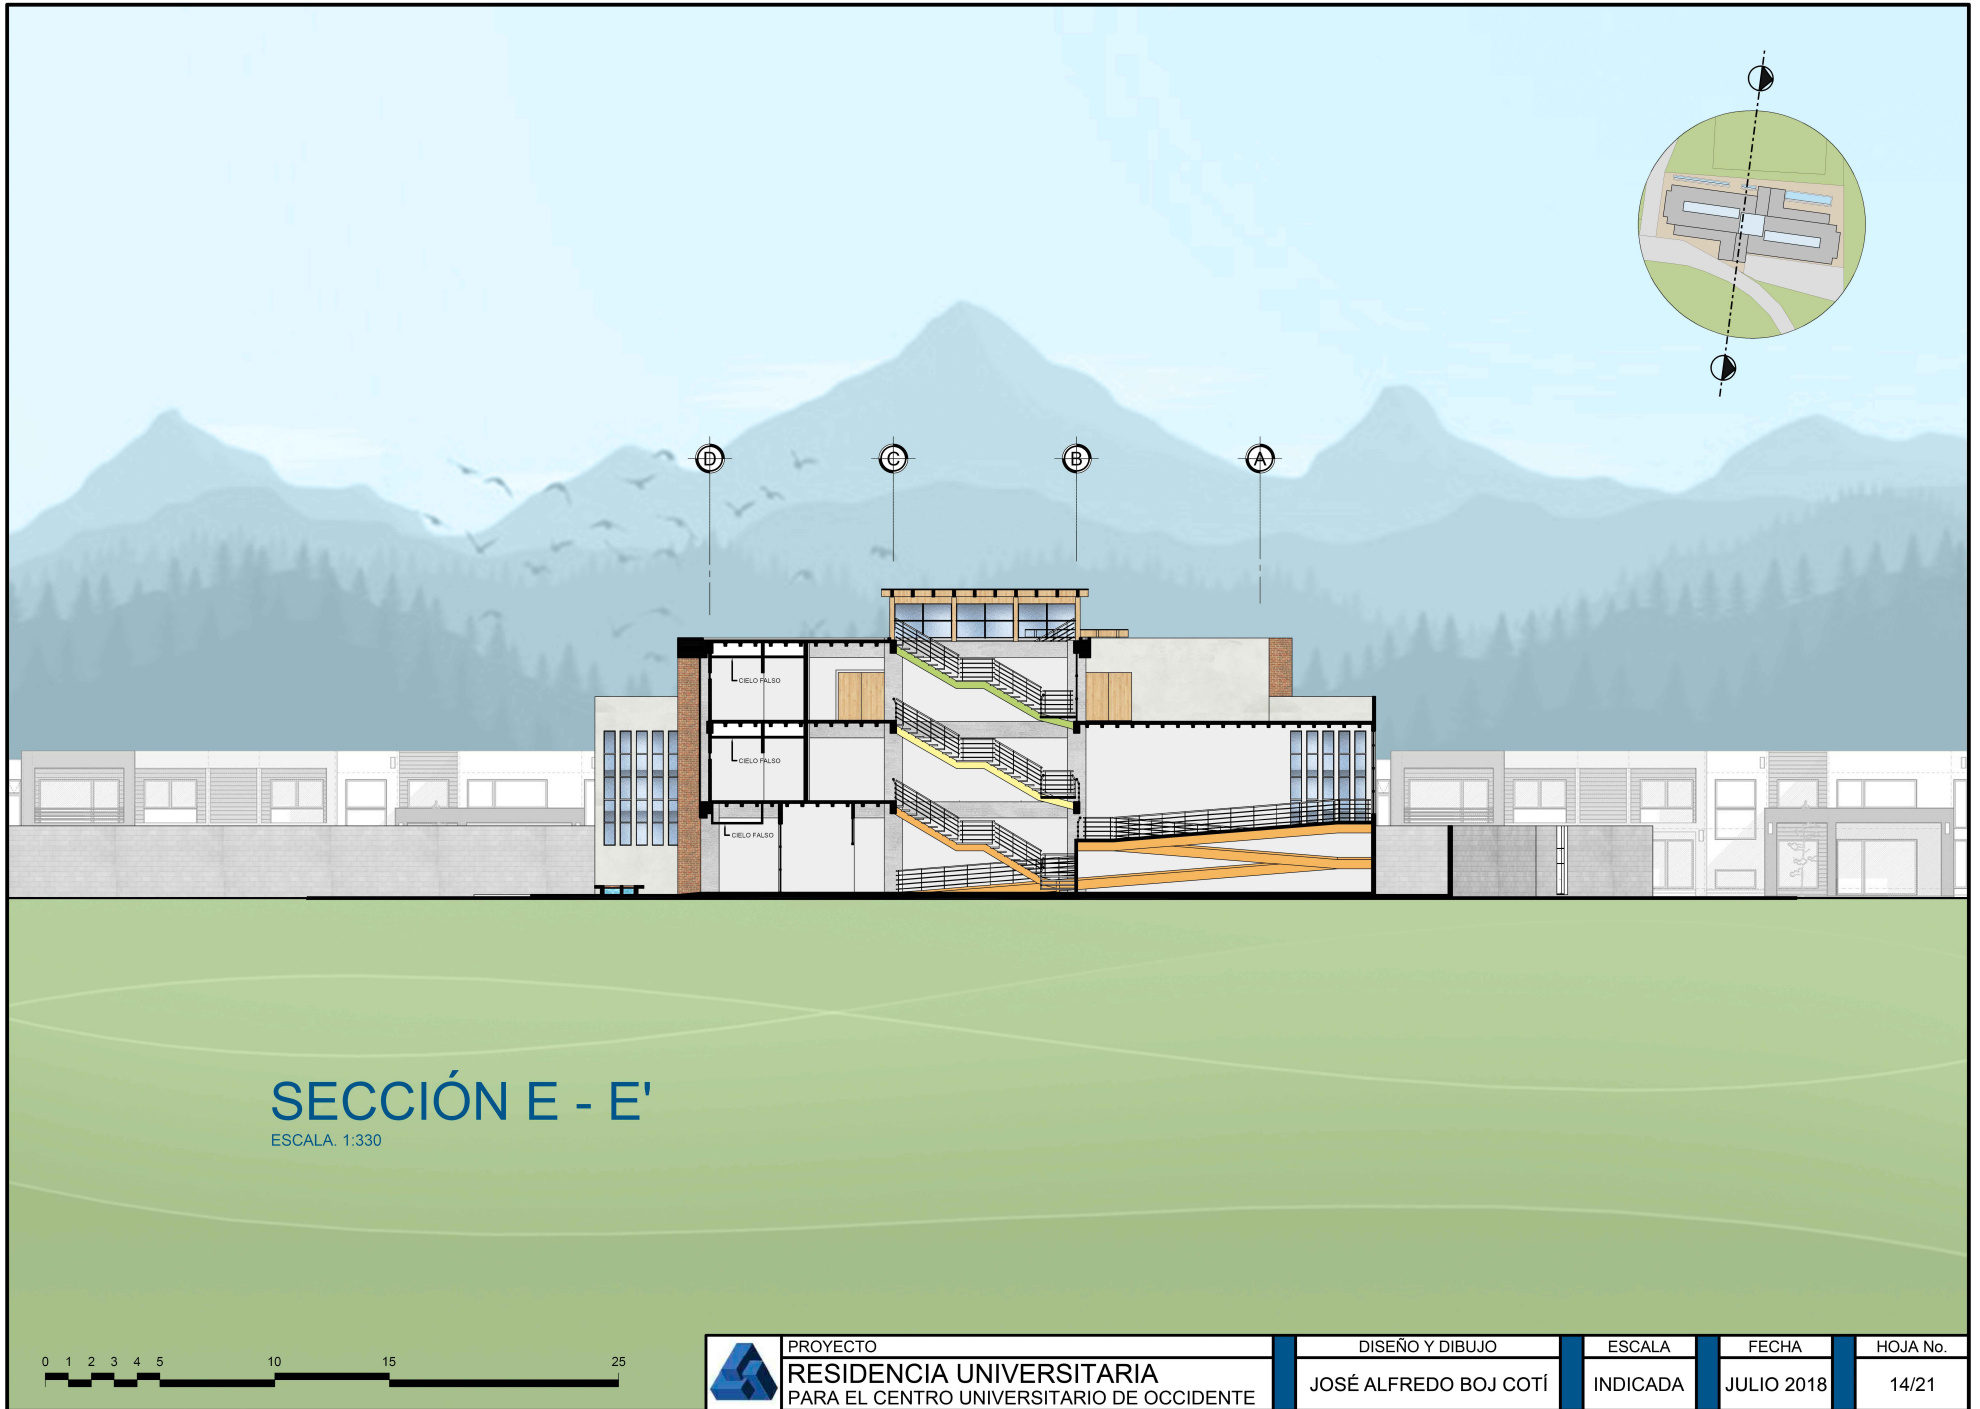 D
C
B
A
CIELO FALSO
CIELO FALSO
CIELO FALSO
SECCIÓN E - E'
ESCALA. 1:330
0 1 2 3 4 5 10 15 25
PROYECTO
RESIDENCIA UNIVERSITARIA
PARA EL CENTRO UNIVERSITARIO DE OCCIDENTE
DISEÑO Y DIBUJO
JOSÉ ALFREDO BOJ COTÍ
ESCALA
INDICADA
FECHA
JULIO 2018
HOJA No.
14/21